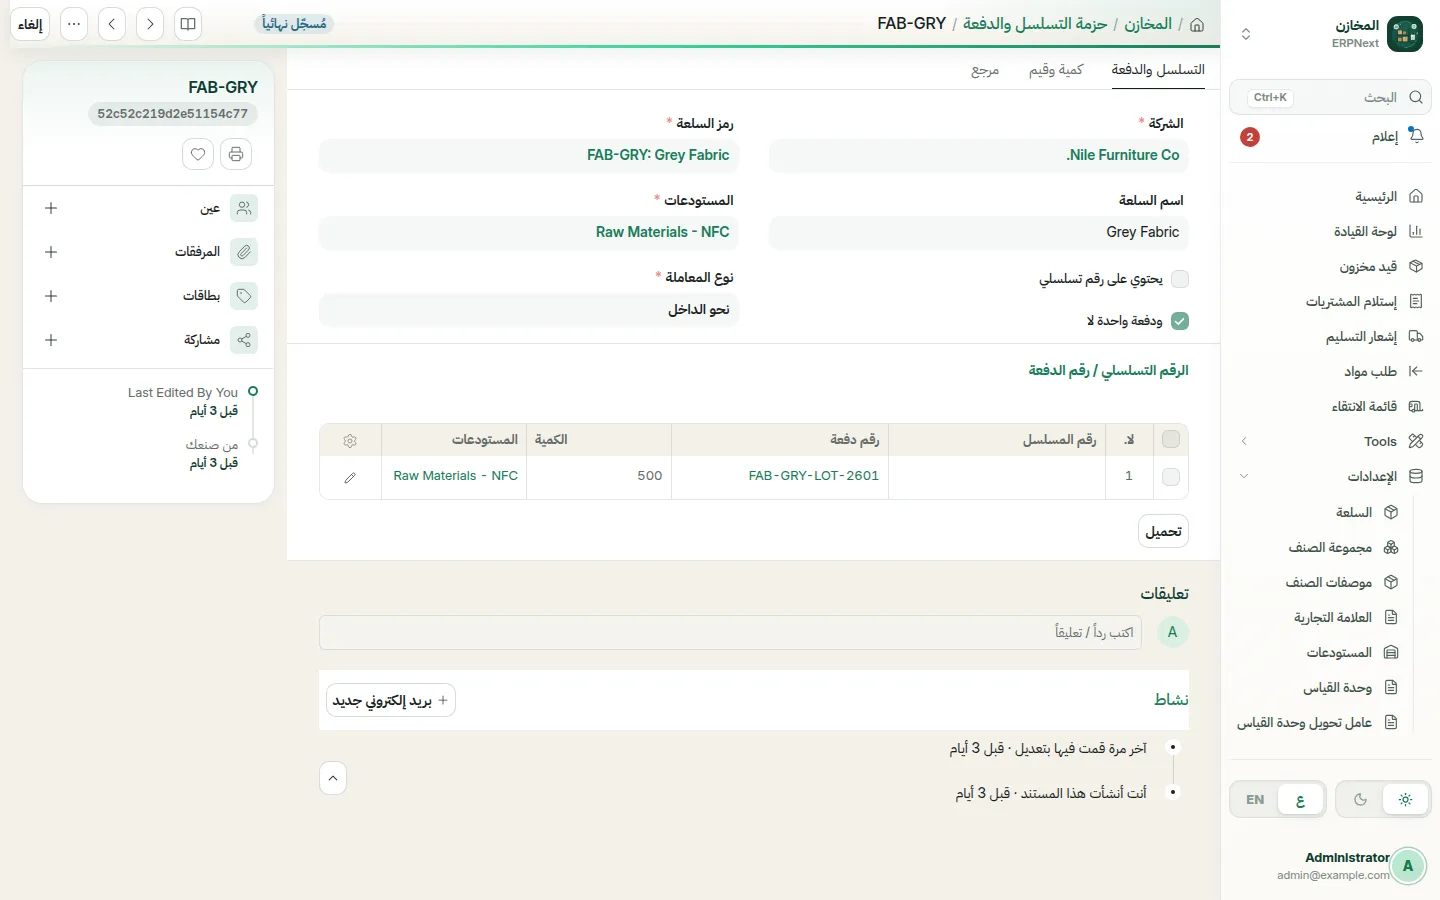 المخازن
ERPNext
البحث
Ctrl+K
إعلام
2
الرئيسية
لوحة القيادة
قيد مخزون
إستلام المشتريات
إشعار التسليم
طلب مواد
قائمة الانتقاء
Tools
الإعدادات
السلعة
مجموعة الصنف
موصفات الصنف
العلامة التجارية
المستودعات
وحدة القياس
عامل تحويل وحدة القياس
ع
EN
Administrator
admin@example.com
A
المخازن / حزمة التسلسل والدفعة / FAB-GRY
مُسجّل نهائياً
إلغاء
التسلسل والدفعة
كمية وقيم
مرجع
الشركة *
Nile Furniture Co.
رمز السلعة *
FAB-GRY: Grey Fabric
اسم السلعة
Grey Fabric
المستودعات *
Raw Materials - NFC
يحتوي على رقم تسلسلي
ودفعة واحدة لا
نوع المعاملة *
نحو الداخل
الرقم التسلسلي / رقم الدفعة
لا.
رقم المسلسل
رقم دفعة
الكمية
المستودعات
1
FAB-GRY-LOT-2601
500
Raw Materials - NFC
تحميل
تعليقات
A
اكتب رداً / تعليقاً
نشاط
بريد إلكتروني جديد
آخر مرة قمت فيها بتعديل · قبل 3 أيام
أنت أنشأت هذا المستند · قبل 3 أيام
FAB-GRY
52c52c219d2e51154c77
عين
المرفقات
بطاقات
مشاركة
Last Edited By You
قبل 3 أيام
من صنعك
قبل 3 أيام